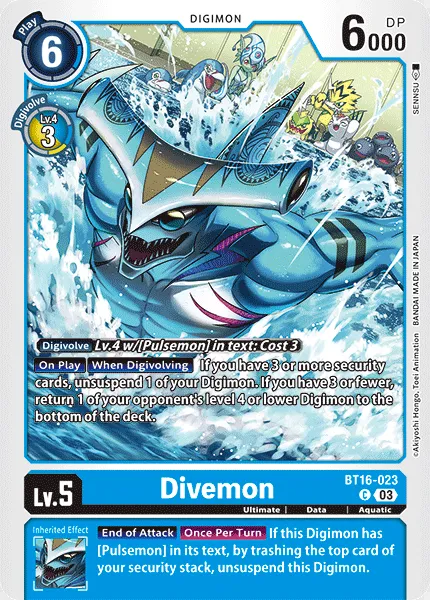 DIGIMON
Play
6
DP
6000
Digivolve
Lv.4
3
SENNSU
©Akiyoshi Hongo, Toei Animation BANDAI MADE IN JAPAN
Digivolve Lv.4 w/[Pulsemon] in text: Cost 3
On Play When Digivolving If you have 3 or more security
cards, unsuspend 1 of your Digimon. If you have 3 or fewer,
return 1 of your opponent's level 4 or lower Digimon to the
bottom of the deck.
BT16-023
Lv.5
Divemon
C 03
Ultimate | Data | Aquatic
Inherited Effect
End of Attack Once Per Turn If this Digimon has
[Pulsemon] in its text, by trashing the top card of
your security stack, unsuspend this Digimon.